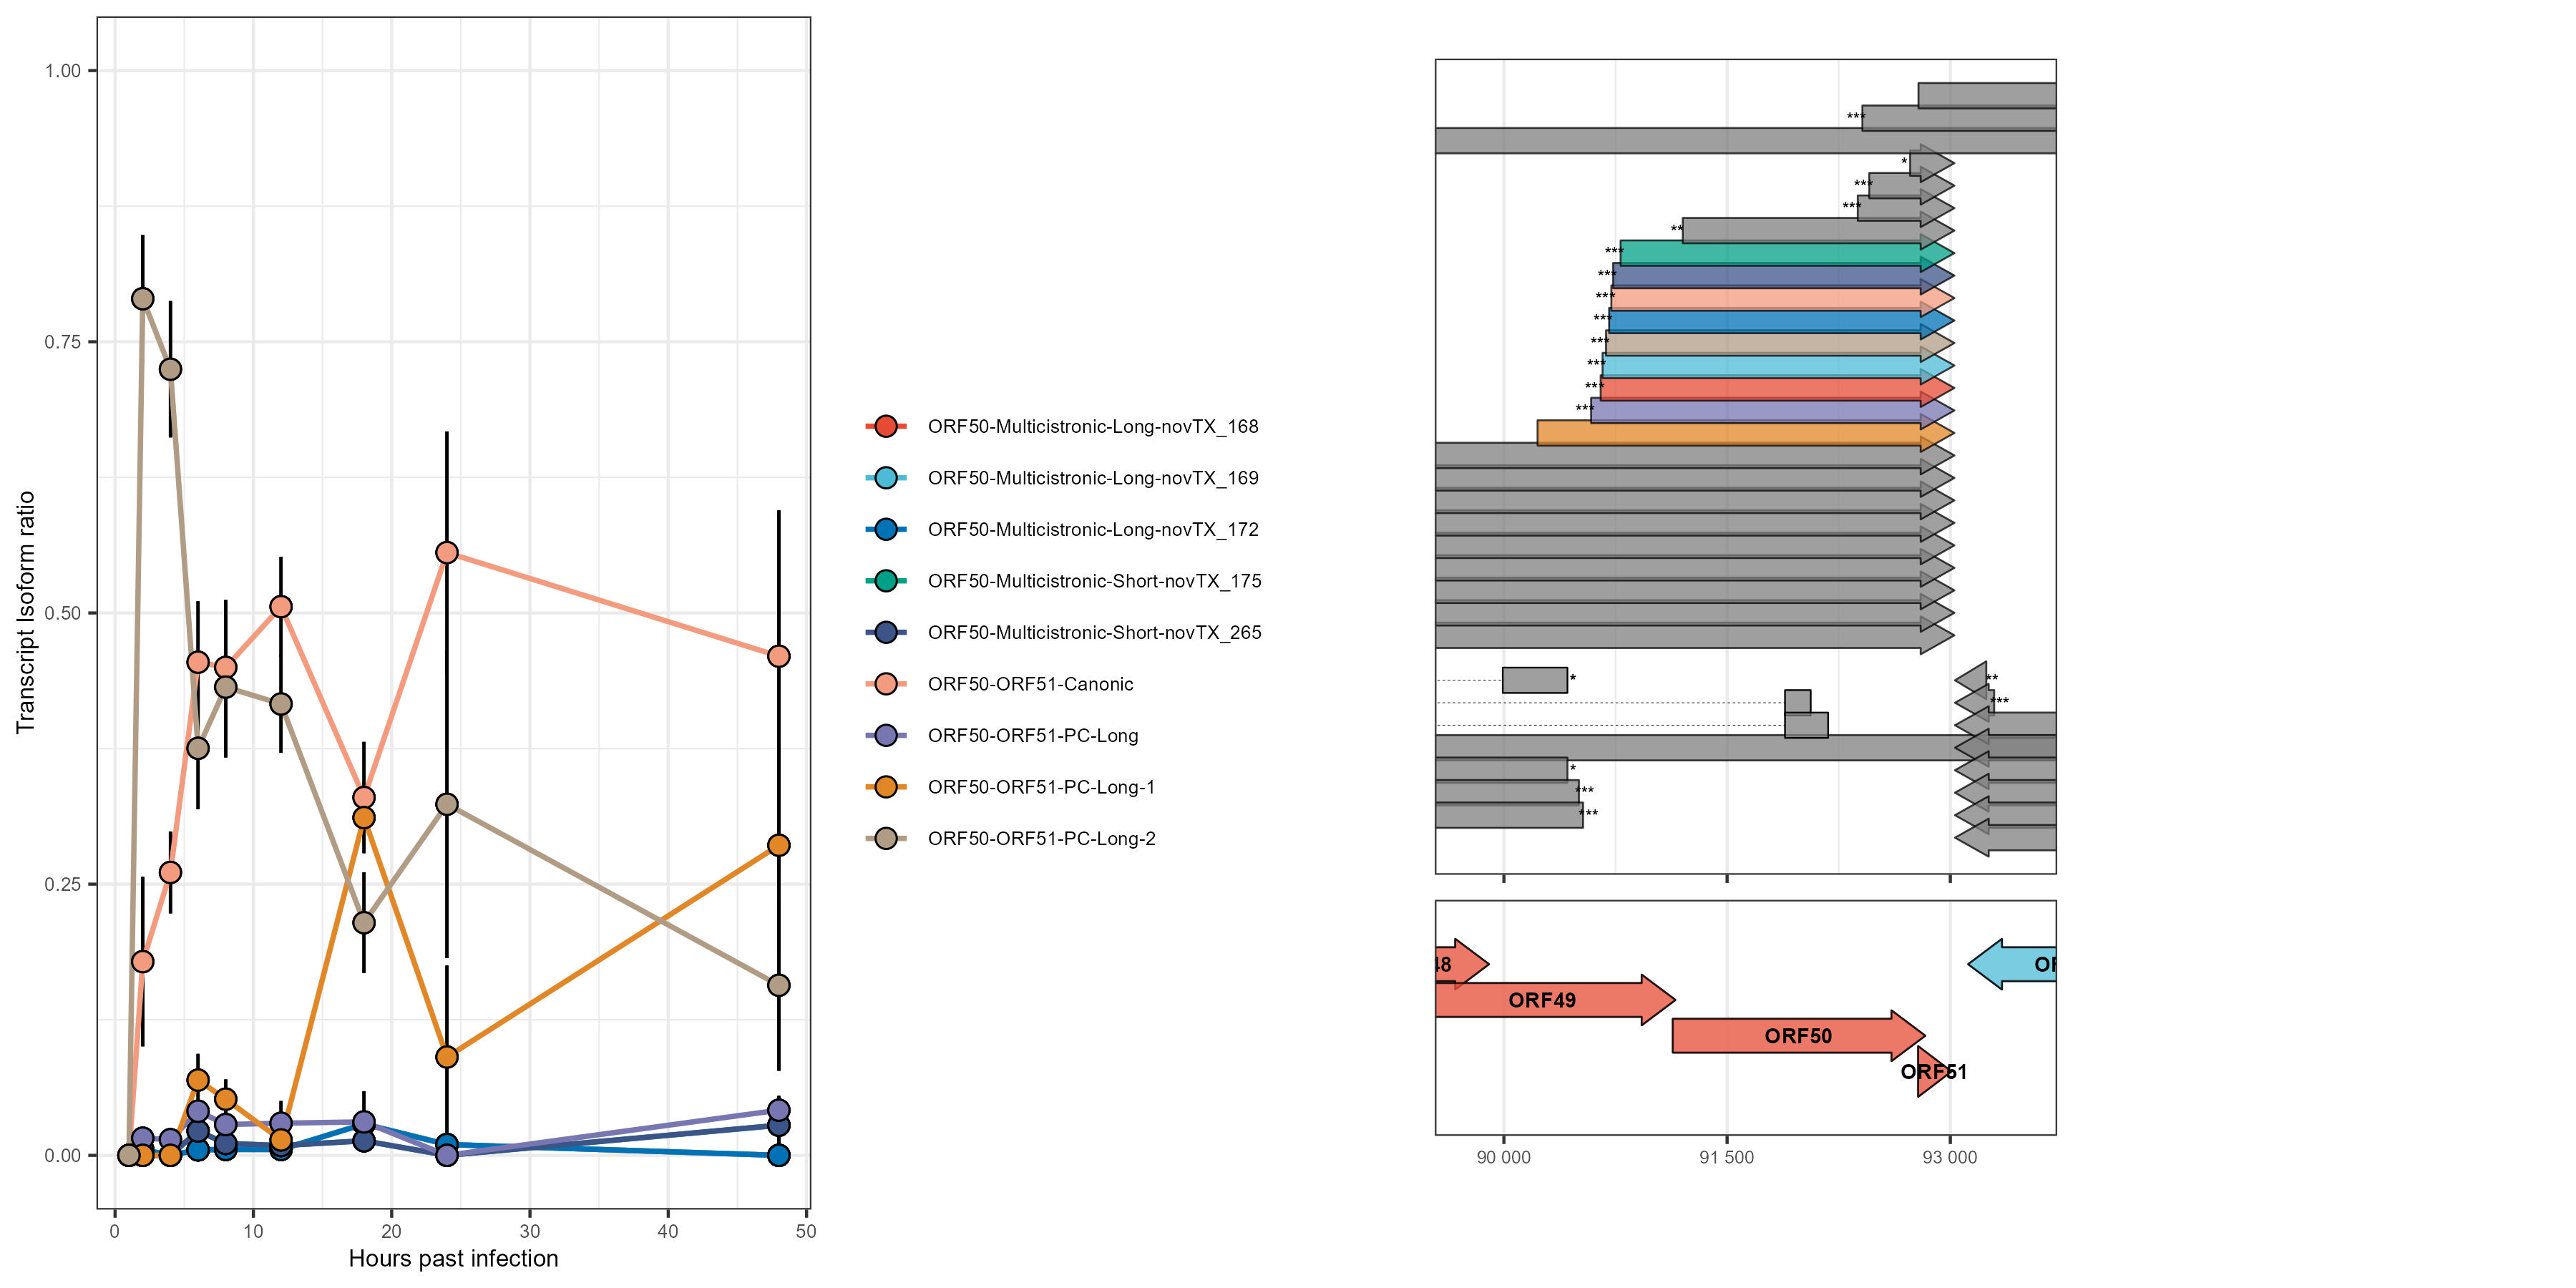 1.00
0.75
0.50
0.25
0.00
Transcript Isoform ratio
0
10
20
30
40
50
Hours past infection
ORF50-Multicistronic-Long-novTX_168
ORF50-Multicistronic-Long-novTX_169
ORF50-Multicistronic-Long-novTX_172
ORF50-Multicistronic-Short-novTX_175
ORF50-Multicistronic-Short-novTX_265
ORF50-ORF51-Canonic
ORF50-ORF51-PC-Long
ORF50-ORF51-PC-Long-1
ORF50-ORF51-PC-Long-2
***
*
***
***
**
***
***
***
***
***
***
***
***
*
**
***
*
***
***
48
OF
ORF49
ORF50
ORF51
90 000
91 500
93 000